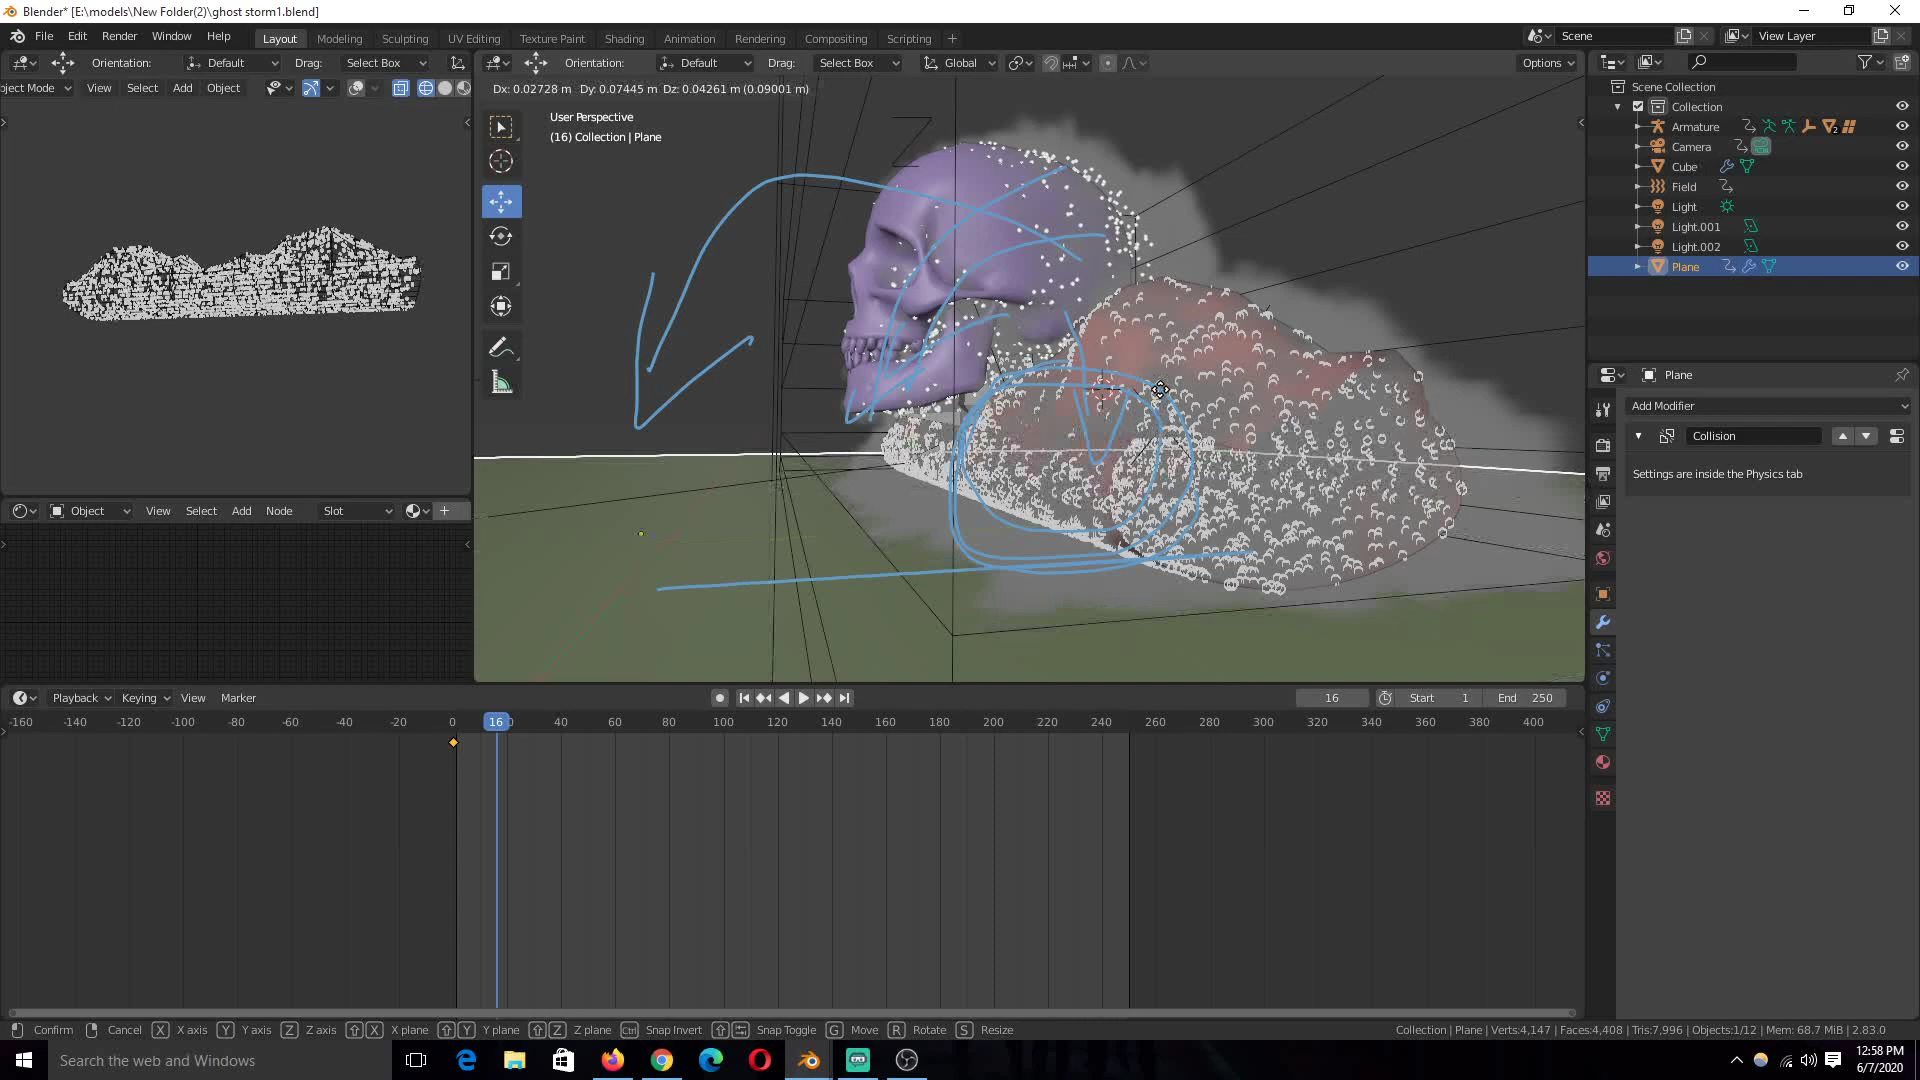 Blender* [E:\models\New Folder(2)\ghost storm1.blend]
File Edit Render Window Help
Layout Modeling Sculpting UV Editing Texture Paint Shading Animation Rendering Compositing Scripting +
Scene View Layer
Orientation: Default Drag: Select Box
Orientation: Default Drag: Select Box Global Options
ject Mode View Select Add Object
Dx: 0.02728 m Dy: 0.07445 m Dz: 0.04261 m (0.09001 m)
User Perspective
(16) Collection | Plane
Scene Collection
Collection
Armature 2
Camera
Cube
Field
Light
Light.001
Light.002
Plane
Plane
Add Modifier
Collision
Settings are inside the Physics tab
Object View Select Add Node Slot
Playback Keying View Marker
16 Start 1 End 250
-160 -140 -120 -100 -80 -60 -40 -20 0 16 40 60 80 100 120 140 160 180 200 220 240 260 280 300 320 340 360 380 400
Confirm Cancel X X axis Y Y axis Z Z axis X X plane Y Y plane Z Z plane Ctrl Snap Invert Snap Toggle G Move R Rotate S Resize
Collection | Plane | Verts:4,147 | Faces:4,408 | Tris:7,996 | Objects:1/12 | Mem: 68.7 MiB | 2.83.0
Search the web and Windows
12:58 PM
6/7/2020